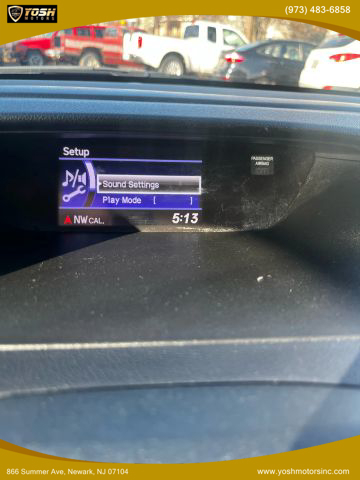 YOSH
MOTORS
(973) 483-6858
Setup
Sound Settings
Play Mode [ ]
NW CAL. 5:13
PASSENGER
AIRBAG
OFF
866 Summer Ave, Newark, NJ 07104
www.yoshmotorsinc.com